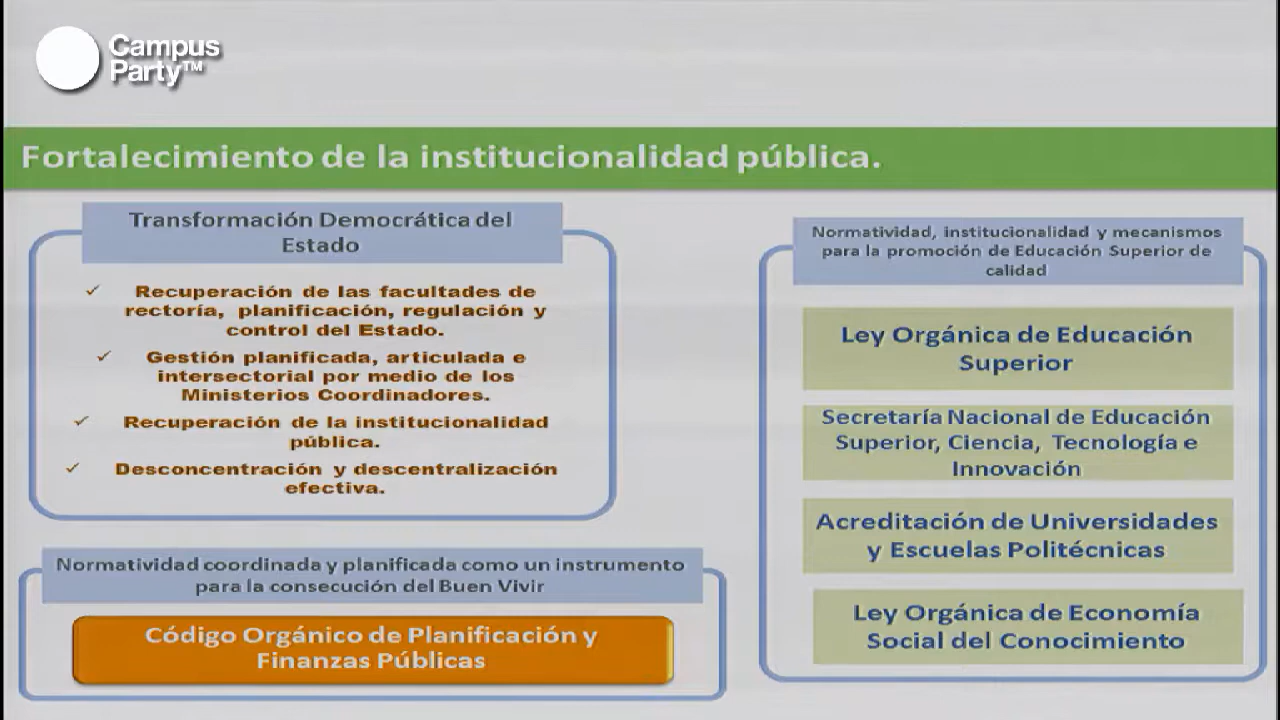 Campus
Party™
Fortalecimiento de la institucionalidad pública.
Transformación Democrática del
Estado
✓ Recuperación de las facultades de
rectoría, planificación, regulación y
control del Estado.
✓ Gestión planificada, articulada e
intersectorial por medio de los
Ministerios Coordinadores.
✓ Recuperación de la institucionalidad
pública.
✓ Desconcentración y descentralización
efectiva.
Normatividad coordinada y planificada como un instrumento
para la consecución del Buen Vivir
Código Orgánico de Planificación y
Finanzas Públicas
Normatividad, institucionalidad y mecanismos
para la promoción de Educación Superior de
calidad
Ley Orgánica de Educación
Superior
Secretaría Nacional de Educación
Superior, Ciencia, Tecnología e
Innovación
Acreditación de Universidades
y Escuelas Politécnicas
Ley Orgánica de Economía
Social del Conocimiento